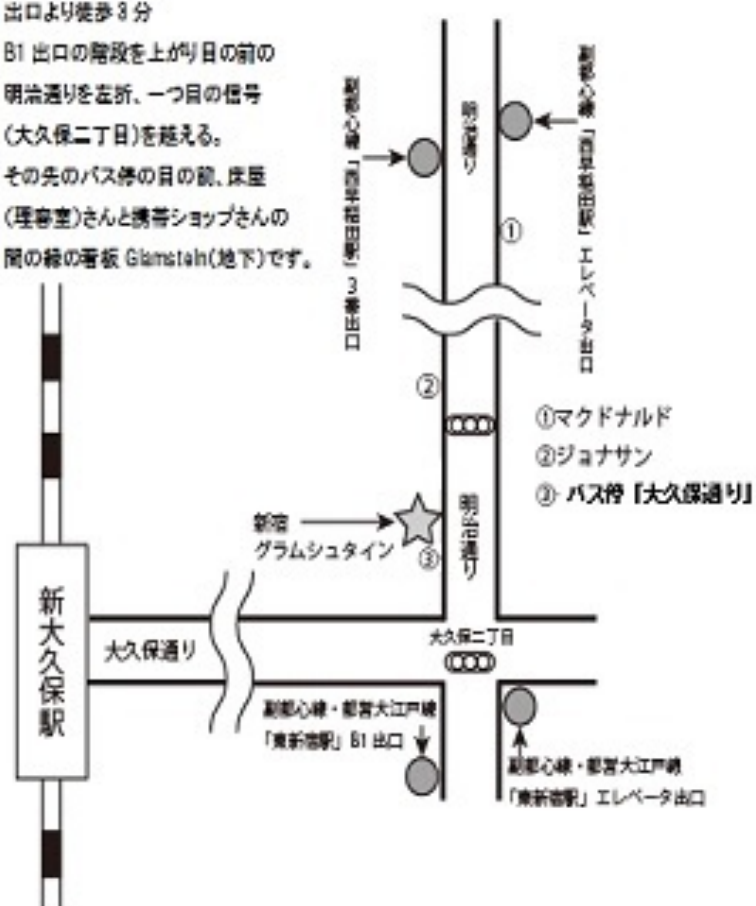 出口より徒歩3分
B1出口の階段を上がり目の前の
明治通りを左折、一つ目の信号
(大久保二丁目)を越える。
その先のバス停の目の前、床屋
(理容室)さんと携帯ショップさんの
間の緑の看板 Glamstein(地下)です。
副都心線「西早稲田駅」3番出口
明治通り
副都心線「西早稲田駅」エレベータ出口
①
②
①マクドナルド
②ジョナサン
③ バス停『大久保通り』
新宿
グラムシュタイン
③
明治通り
新大久保駅
大久保通り
大久保二丁目
副都心線・都営大江戸線
「東新宿駅」B1出口
副都心線・都営大江戸線
「東新宿駅」エレベータ出口